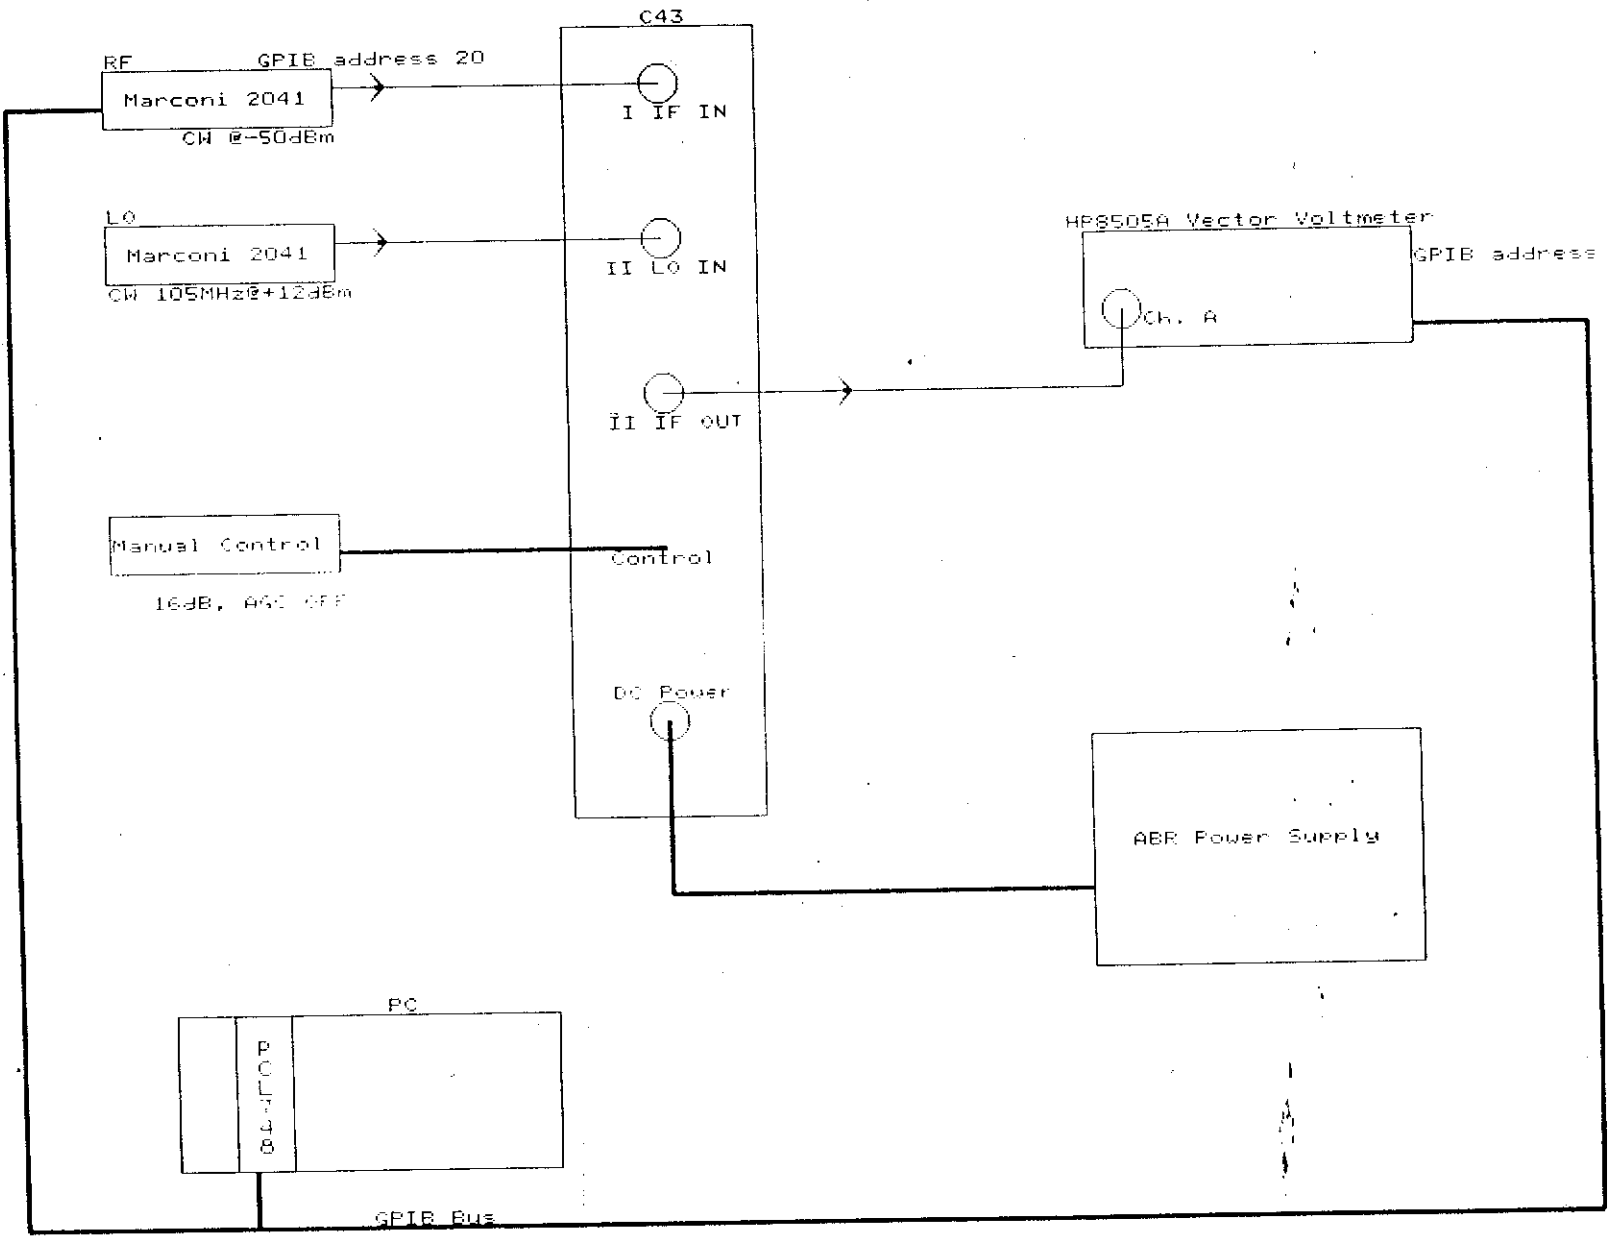 C43
RF
GPIB address 20
Marconi 2041
CW @-50dBm
I IF IN
LO
Marconi 2041
CW 105MHz@+12dBm
II LO IN
HP8505A Vector Voltmeter
GPIB address
Ch. A
II IF OUT
Manual Control
Control
16dB, AGC OFF
DC Power
ABR Power Supply
PC
PCL748
GPIB Bus